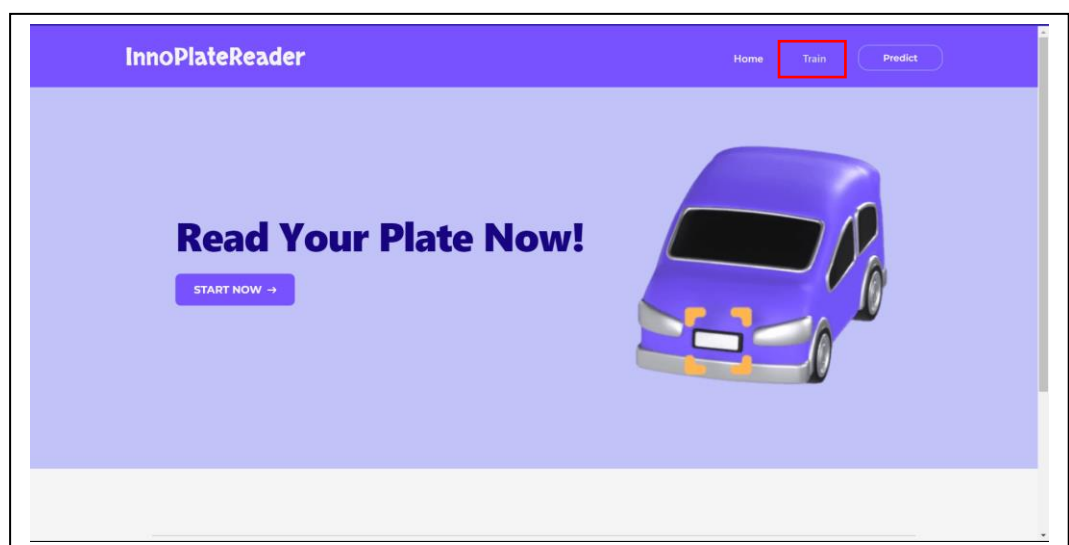 InnoPlateReader
Home Train Predict
Read Your Plate Now!
START NOW →